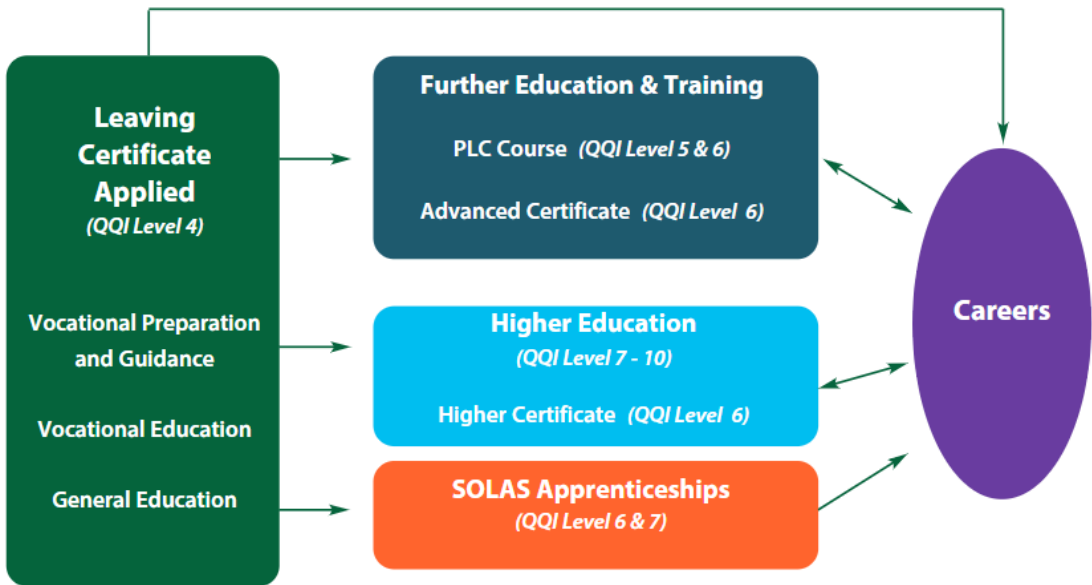 Leaving
Certificate
Applied
(QQI Level 4)
Vocational Preparation
and Guidance
Vocational Education
General Education
Further Education & Training
PLC Course (QQI Level 5 & 6)
Advanced Certificate (QQI Level 6)
Higher Education
(QQI Level 7 - 10)
Higher Certificate (QQI Level 6)
SOLAS Apprenticeships
(QQI Level 6 & 7)
Careers